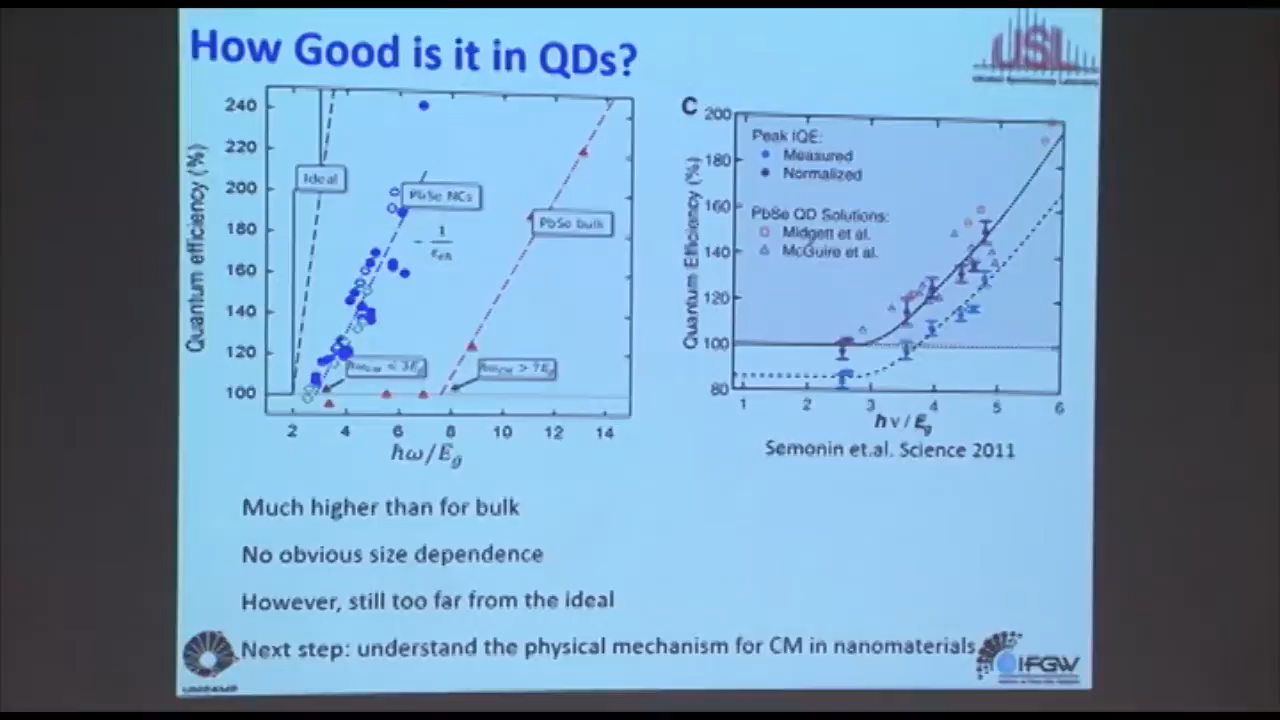 How Good is it in QDs?
USL
Quantum efficiency (%)
240
220
200
180
160
140
120
100
Ideal
PbSe NCs
PbSe bulk
2
4
6
8
10
12
14
ħω/E_g
C
Quantum Efficiency (%)
200
180
160
140
120
100
80
Peak IQE:
Measured
Normalized
PbSe QD Solutions:
Midgett et al.
McGuire et al.
1
2
3
4
5
6
hν/E_g
Semonin et.al. Science 2011
Much higher than for bulk
No obvious size dependence
However, still too far from the ideal
Next step: understand the physical mechanism for CM in nanomaterials
UNICAMP
IFGW